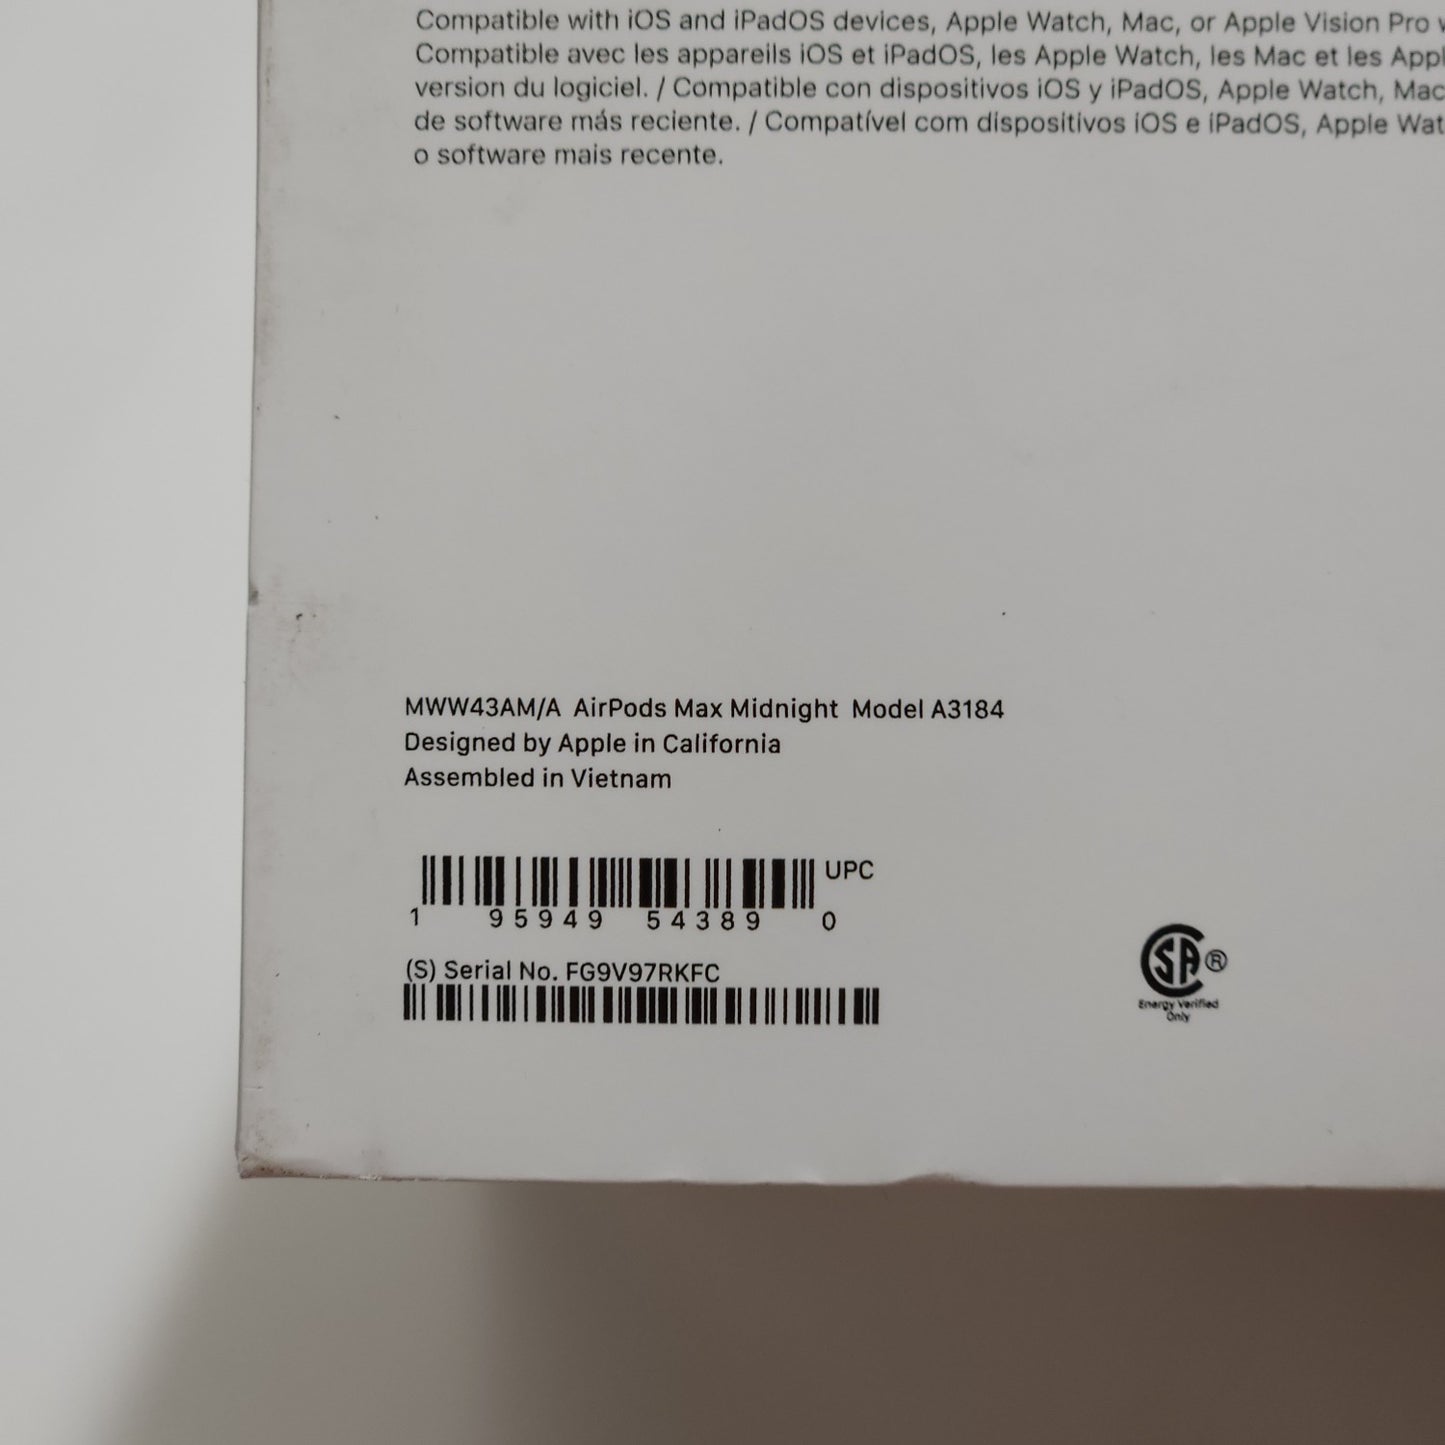 Compatible with iOS and iPadOS devices, Apple Watch, Mac, or Apple Vision Pro
Compatible avec les appareils iOS et iPadOS, les Apple Watch, les Mac et les
version du logiciel. / Compatible con dispositivos iOS y iPadOS, Apple Watch, Mac
de software más reciente. / Compatível com dispositivos iOS e iPadOS, Apple
o software mais recente.
MWW43AM/A AirPods Max Midnight Model A3184
Designed by Apple in California
Assembled in Vietnam
UPC
1 95949 54389 0
(S) Serial No. FG9V97RKFC
SA ®
Energy Verified
Only